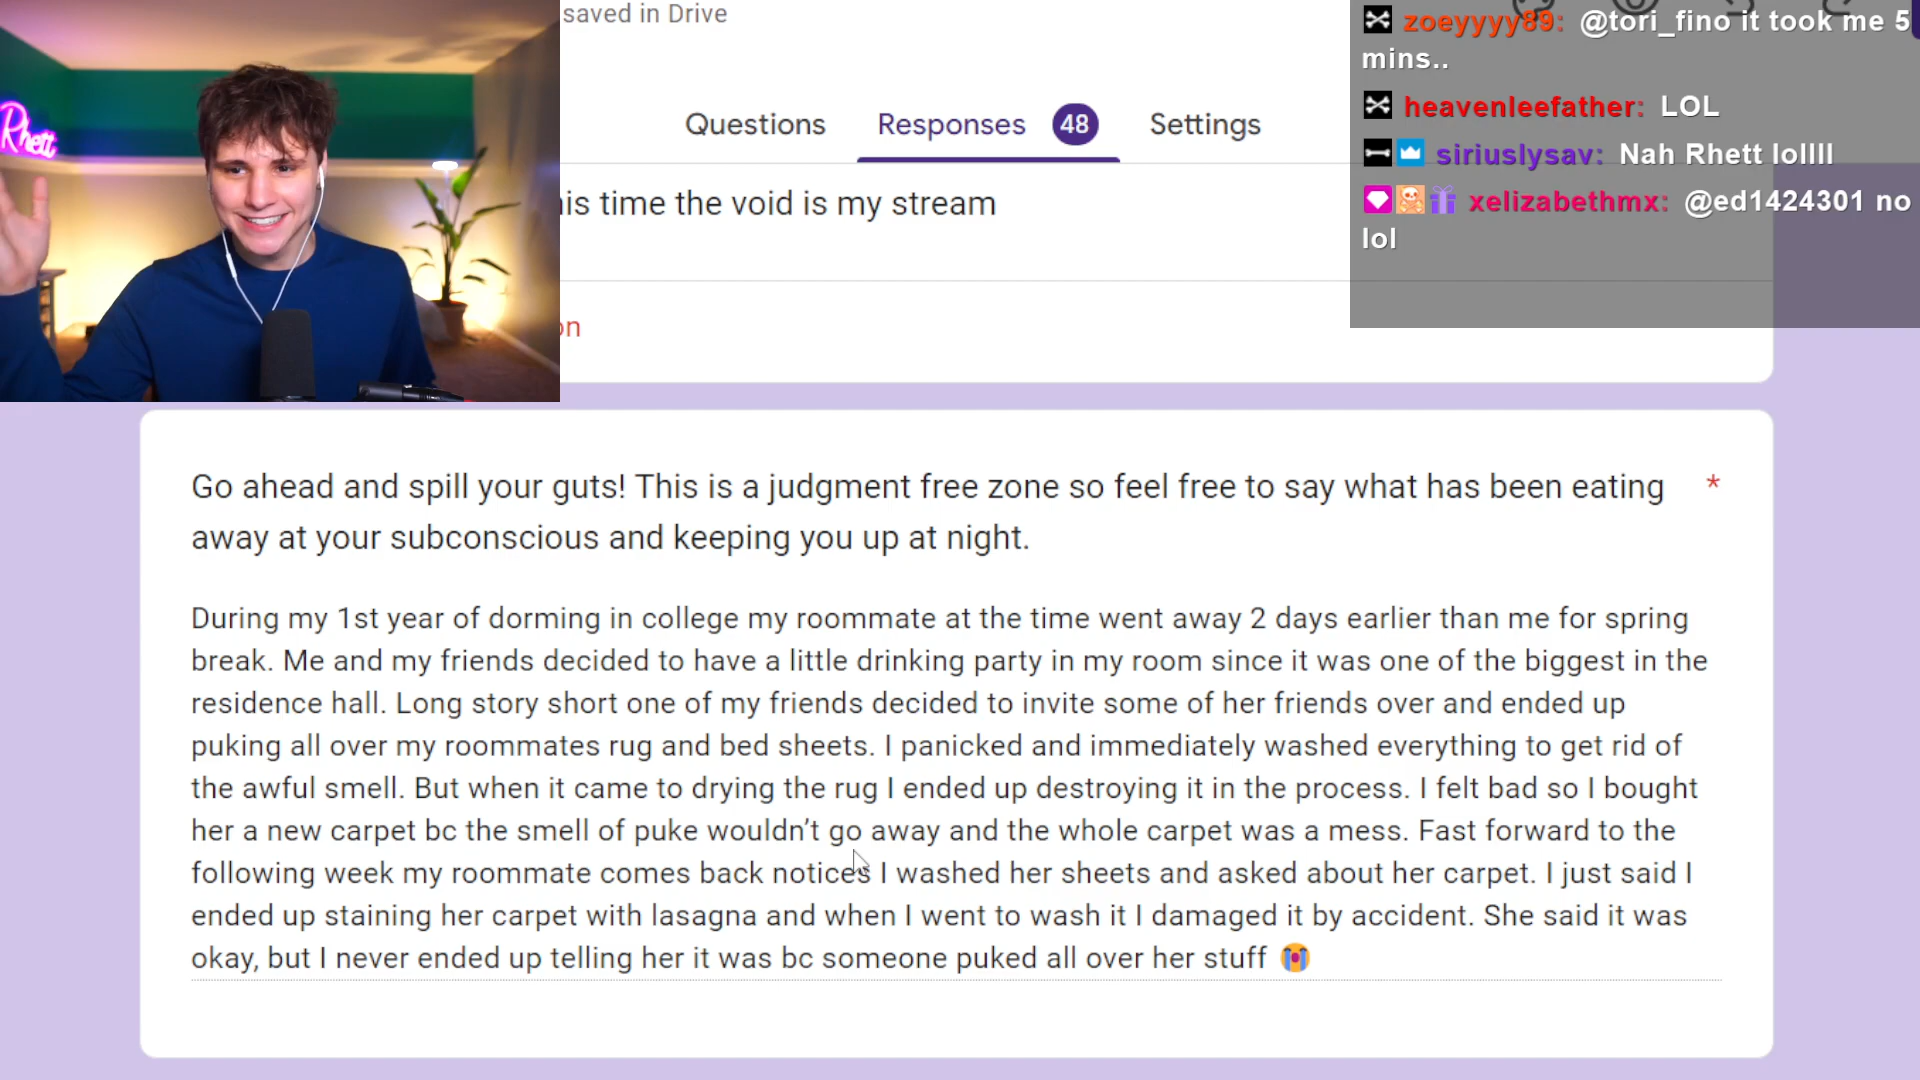 saved in Drive
Rhett
Questions Responses 48 Settings
is time the void is my stream
on
zoeyyyy89: @tori_fino it took me 5
mins..
heavenleefather: LOL
siriuslysav: Nah Rhett lollll
xelizabethmx: @ed1424301 no
lol
Go ahead and spill your guts! This is a judgment free zone so feel free to say what has been eating *
away at your subconscious and keeping you up at night.
During my 1st year of dorming in college my roommate at the time went away 2 days earlier than me for spring
break. Me and my friends decided to have a little drinking party in my room since it was one of the biggest in the
residence hall. Long story short one of my friends decided to invite some of her friends over and ended up
puking all over my roommates rug and bed sheets. I panicked and immediately washed everything to get rid of
the awful smell. But when it came to drying the rug I ended up destroying it in the process. I felt bad so I bought
her a new carpet bc the smell of puke wouldn't go away and the whole carpet was a mess. Fast forward to the
following week my roommate comes back notices I washed her sheets and asked about her carpet. I just said I
ended up staining her carpet with lasagna and when I went to wash it I damaged it by accident. She said it was
okay, but I never ended up telling her it was bc someone puked all over her stuff 😭